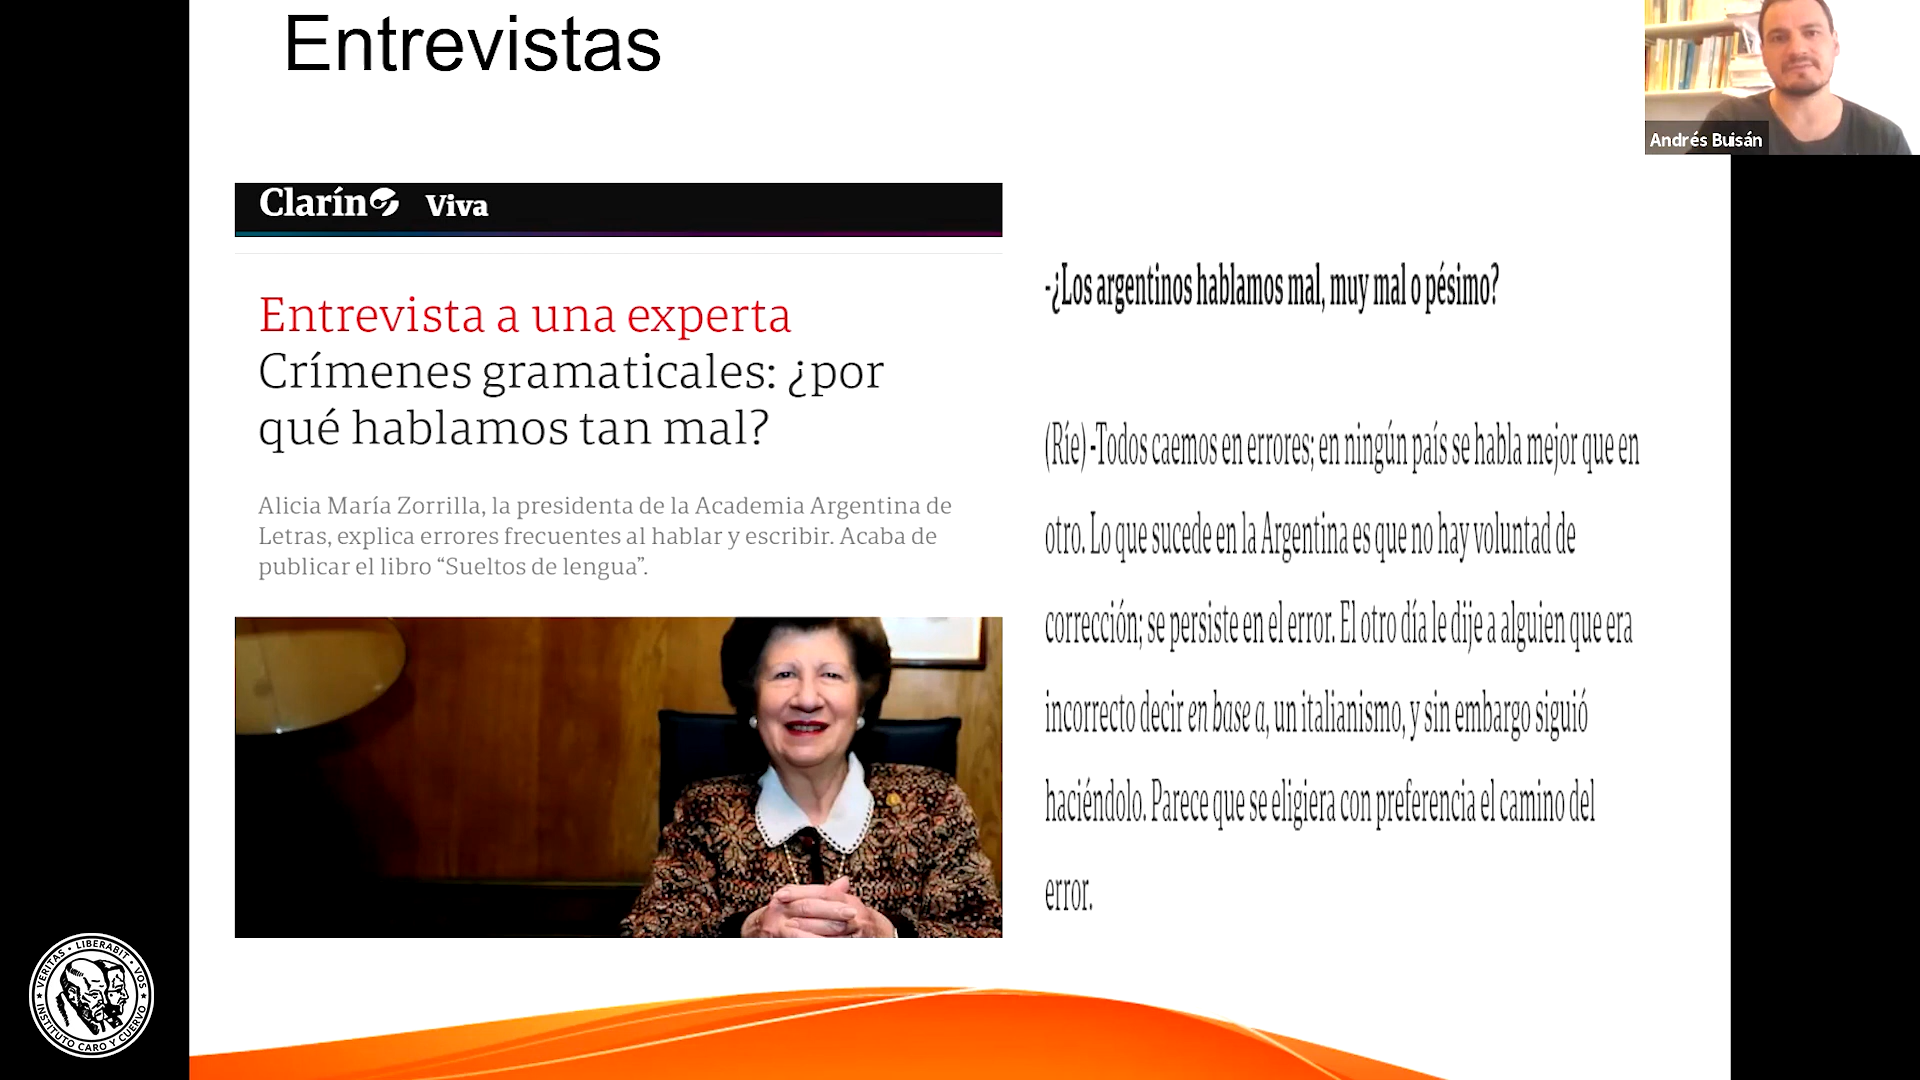 Entrevistas
Andrés Buisán
Clarín Viva
Entrevista a una experta
Crímenes gramaticales: ¿por
qué hablamos tan mal?
Alicia María Zorrilla, la presidenta de la Academia Argentina de
Letras, explica errores frecuentes al hablar y escribir. Acaba de
publicar el libro “Sueltos de lengua”.
-¿Los argentinos hablamos mal, muy mal o pésimo?
(Ríe) -Todos caemos en errores; en ningún país se habla mejor que en
otro. Lo que sucede en la Argentina es que no hay voluntad de
corrección; se persiste en el error. El otro día le dije a alguien que era
incorrecto decir en base a, un italianismo, y sin embargo siguió
haciéndolo. Parece que se eligiera con preferencia el camino del
error.
VERITAS • LIBERABIT • VOS
INSTITUTO CARO Y CUERVO